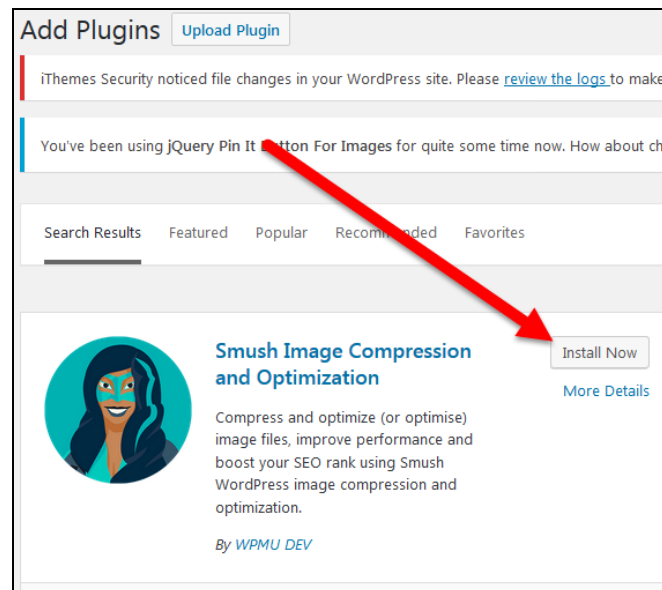 Add Plugins Upload Plugin
iThemes Security noticed file changes in your WordPress site. Please review the logs to make
You've been using jQuery Pin It Button For Images for quite some time now. How about
Search Results Featured Popular Recommended Favorites
Smush Image Compression
and Optimization
Install Now
More Details
Compress and optimize (or optimise)
image files, improve performance and
boost your SEO rank using Smush
WordPress image compression and
optimization.
By WPMU DEV